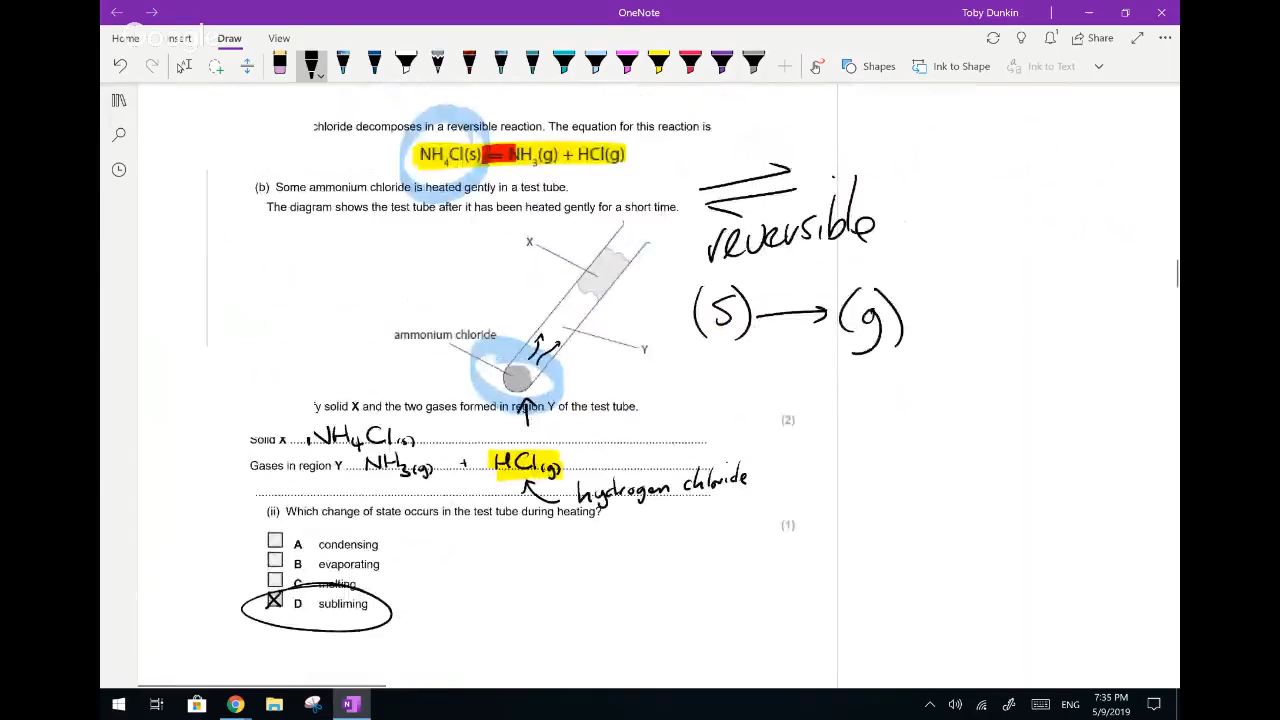 OneNote
Toby Dunkin
Google
Home
Insert
Draw
View
Share
Shapes
Ink to Shape
Ink to Text
chloride decomposes in a reversible reaction. The equation for this reaction is
NH4Cl(s) ⇌ NH3(g) + HCl(g)
(b) Some ammonium chloride is heated gently in a test tube.
The diagram shows the test tube after it has been heated gently for a short time.
reversible
X
(s) → (g)
ammonium chloride
Y
y solid X and the two gases formed in region Y of the test tube.
(2)
Solid X NH4Cl(s)
Gases in region Y NH3(g) + HCl(g)
hydrogen chloride
(ii) Which change of state occurs in the test tube during heating?
(1)
A condensing
B evaporating
C melting
D subliming
ENG
7:35 PM
5/9/2019